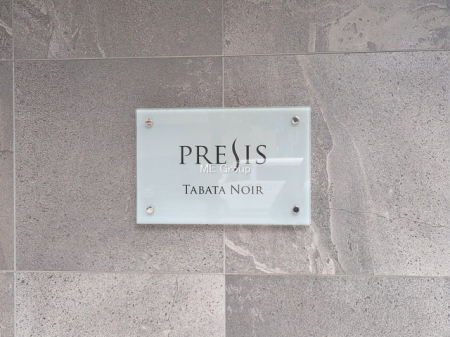 PRESIS
ME Group
TABATA NOIR